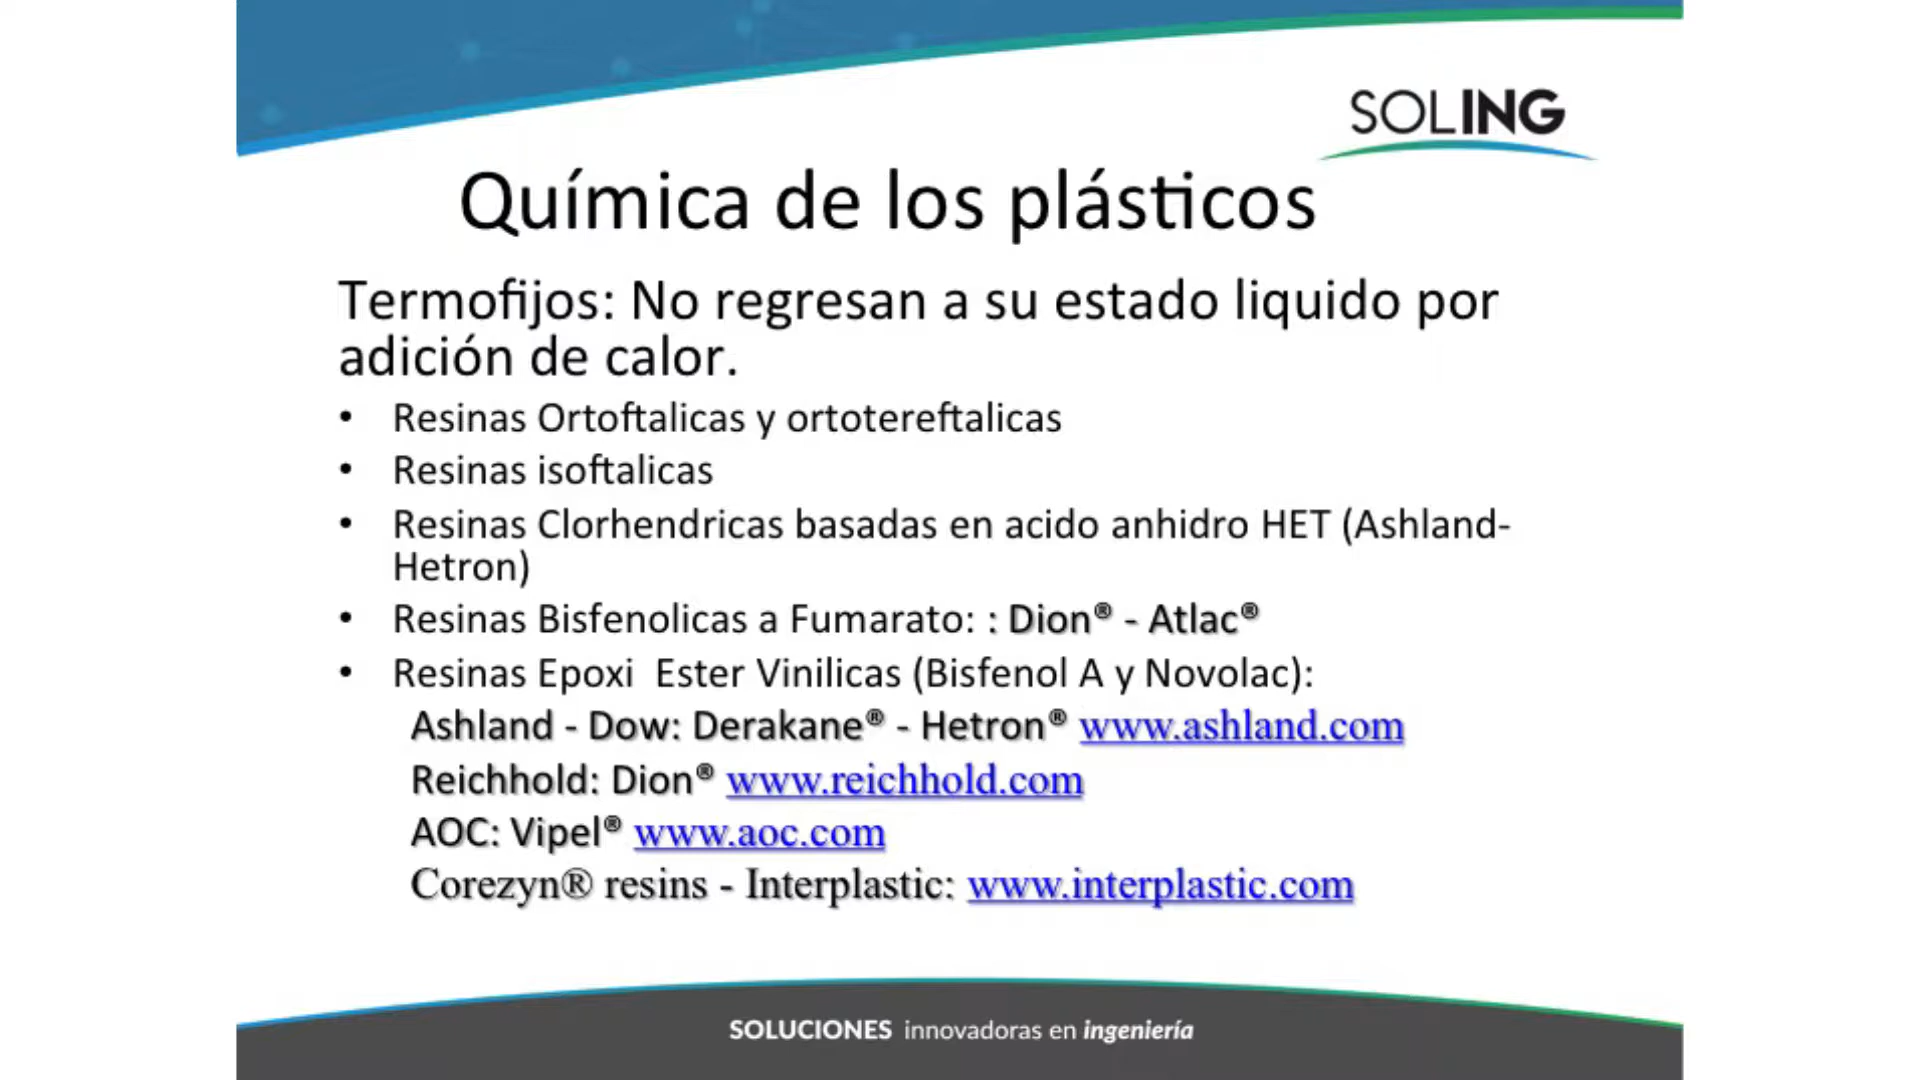 SOLING
Química de los plásticos
Termofijos: No regresan a su estado liquido por
adición de calor.
• Resinas Ortoftalicas y ortotereftalicas
• Resinas isoftalicas
• Resinas Clorhendricas basadas en acido anhidro HET (Ashland-
Hetron)
• Resinas Bisfenolicas a Fumarato: : Dion® - Atlac®
• Resinas Epoxi  Ester Vinilicas (Bisfenol A y Novolac):
Ashland - Dow: Derakane® - Hetron® www.ashland.com
Reichhold: Dion® www.reichhold.com
AOC: Vipel® www.aoc.com
Corezyn® resins - Interplastic: www.interplastic.com
SOLUCIONES innovadoras en ingeniería